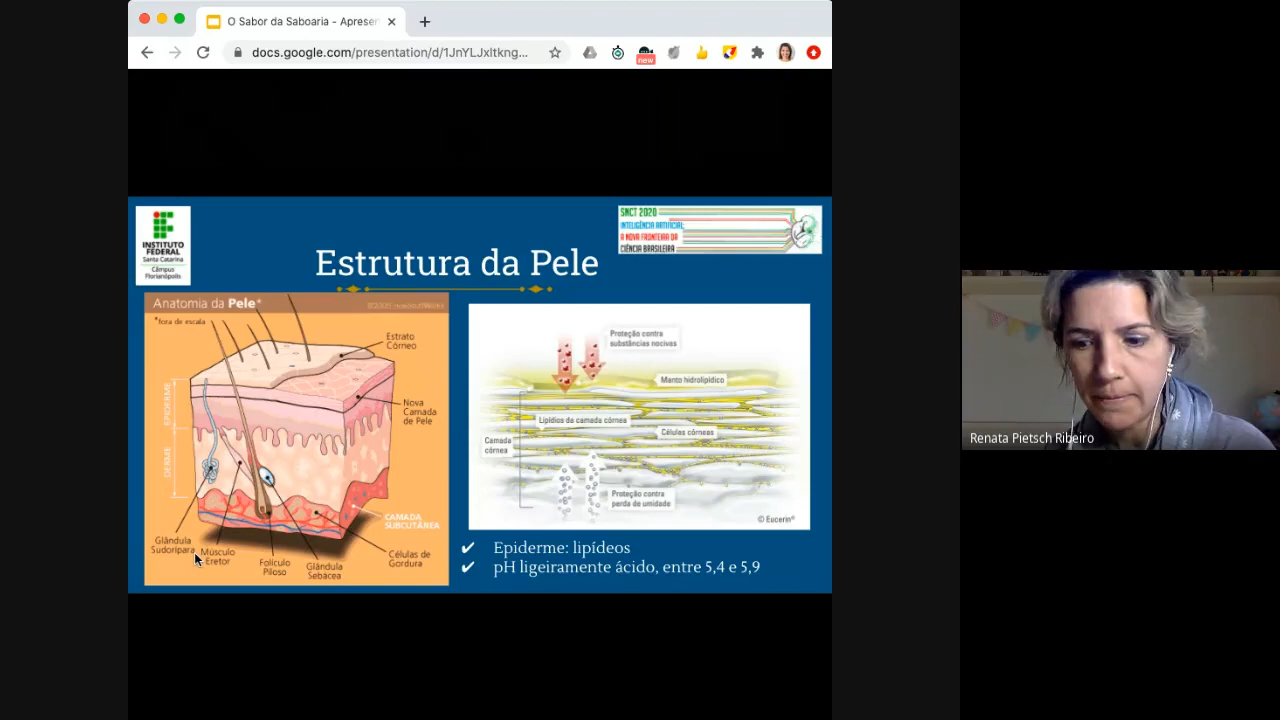 O Sabor da Saboaria - Apresen
docs.google.com/presentation/d/1JnYLJxltkng...
new
INSTITUTO
FEDERAL
Santa Catarina
Câmpus
Florianópolis
SNCT 2020
INTELIGÊNCIA ARTIFICIAL:
A NOVA FRONTEIRA DA
CIÊNCIA BRASILEIRA
Estrutura da Pele
Anatomia da Pele*
*fora de escala
Estrato
Córneo
EPIDERME
Nova
Camada
de Pele
DERME
CAMADA
SUBCUTÂNEA
Glândula
Sudorípara
Músculo
Eretor
Folículo
Piloso
Glândula
Sebácea
Células de
Gordura
Proteção contra
substâncias nocivas
Manto hidrolipídico
Lipídios da camada córnea
Células córneas
Camada
córnea
Proteção contra
perda de umidade
© Eucerin®
✔ Epiderme: lipídeos
✔ pH ligeiramente ácido, entre 5,4 e 5,9
Renata Pietsch Ribeiro